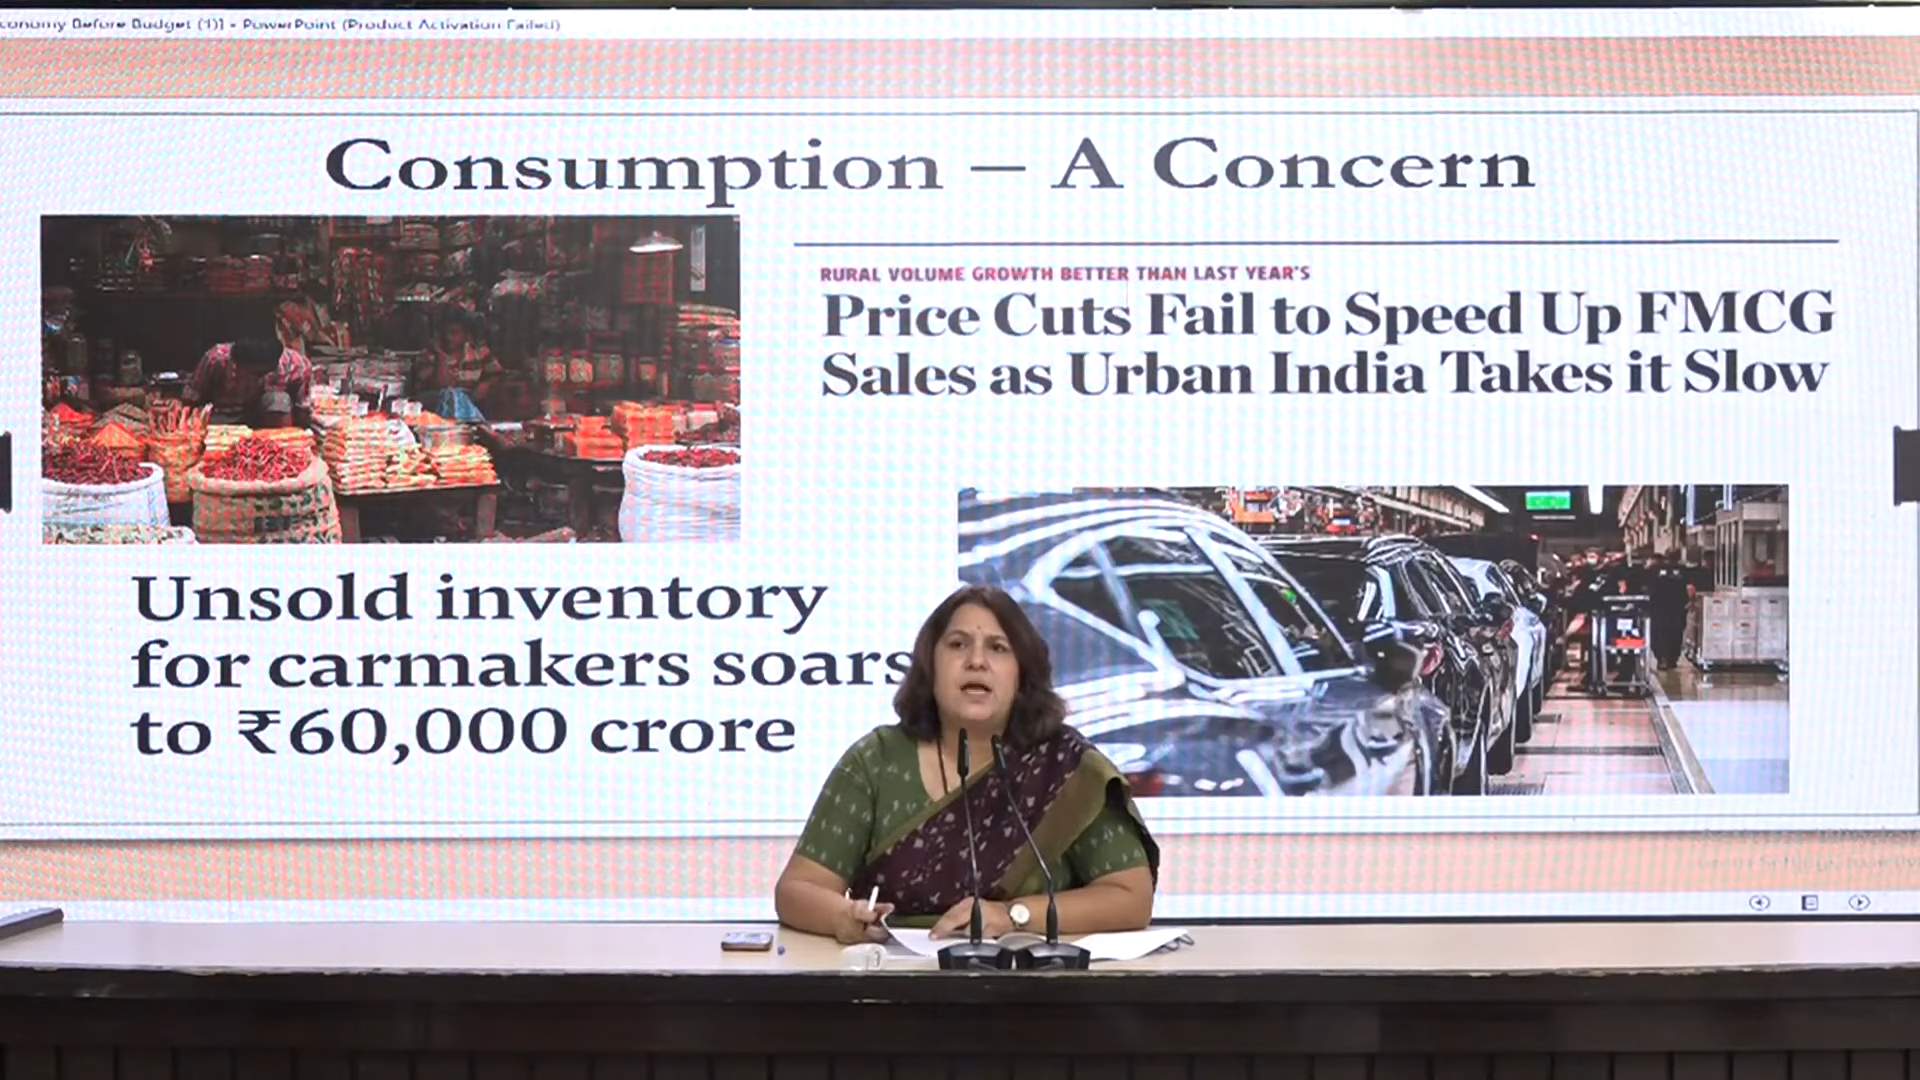 conomy Before Budget (1)] - PowerPoint (Product Activation Failed)
Consumption – A Concern
RURAL VOLUME GROWTH BETTER THAN LAST YEAR'S
Price Cuts Fail to Speed Up FMCG
Sales as Urban India Takes it Slow
Unsold inventory
for carmakers soars
to ₹60,000 crore